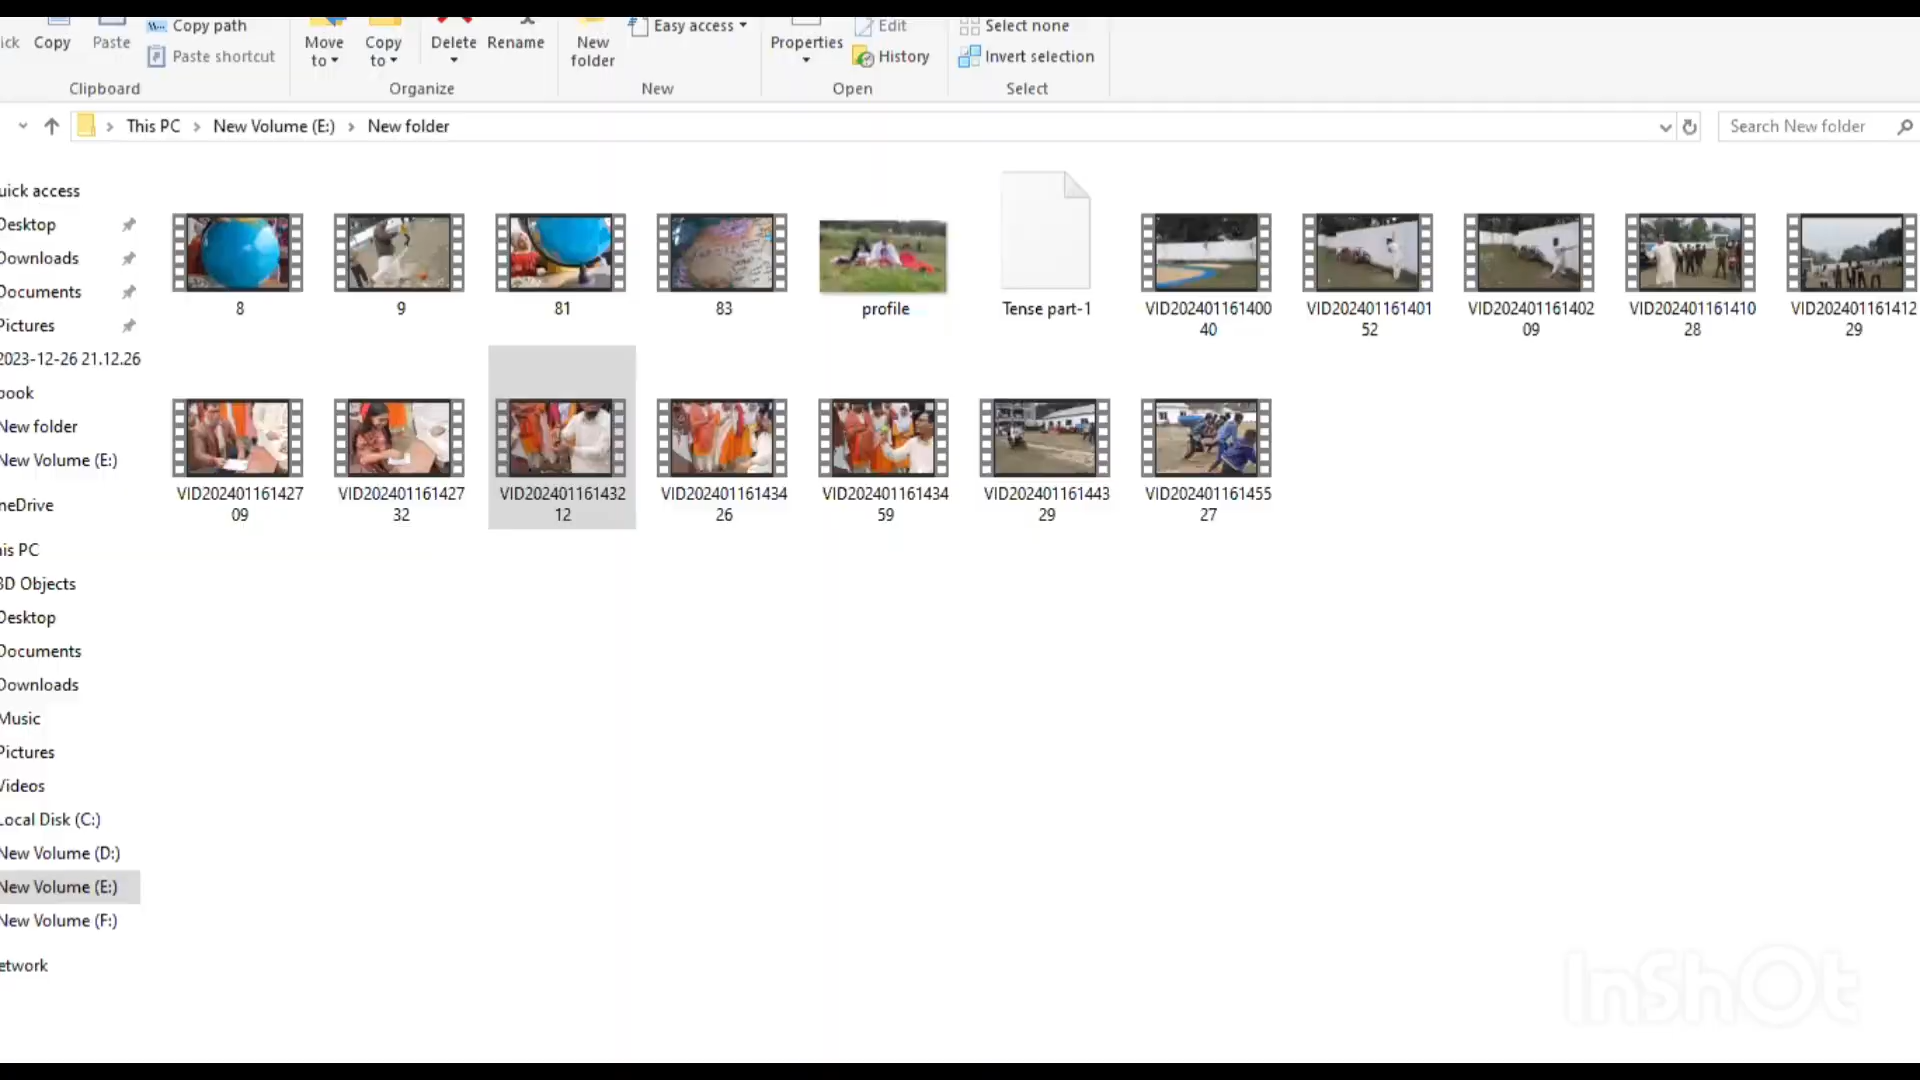 ick
Copy
Paste
Copy path
Paste shortcut
Move to
Copy to
Delete
Rename
New folder
Easy access
Properties
Edit
History
Select none
Invert selection
Clipboard
Organize
New
Open
Select
This PC
New Volume (E:)
New folder
Search New folder
uick access
Desktop
Downloads
Documents
Pictures
2023-12-26 21.12.26
book
New folder
New Volume (E:)
neDrive
is PC
3D Objects
Desktop
Documents
Downloads
Music
Pictures
Videos
Local Disk (C:)
New Volume (D:)
New Volume (E:)
New Volume (F:)
etwork
8
9
81
83
profile
Tense part-1
VID202401161400
40
VID202401161401
52
VID202401161402
09
VID202401161410
28
VID202401161412
29
VID202401161427
09
VID202401161427
32
VID202401161432
12
VID202401161434
26
VID202401161434
59
VID202401161443
29
VID202401161455
27
InShOt